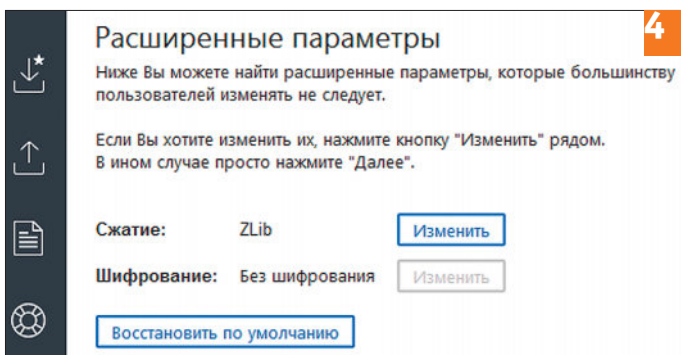 Расширенные параметры
4
Ниже Вы можете найти расширенные параметры, которые большинству
пользователей изменять не следует.
Если Вы хотите изменить их, нажмите кнопку "Изменить" рядом.
В ином случае просто нажмите "Далее".
Сжатие: ZLib Изменить
Шифрование: Без шифрования Изменить
Восстановить по умолчанию